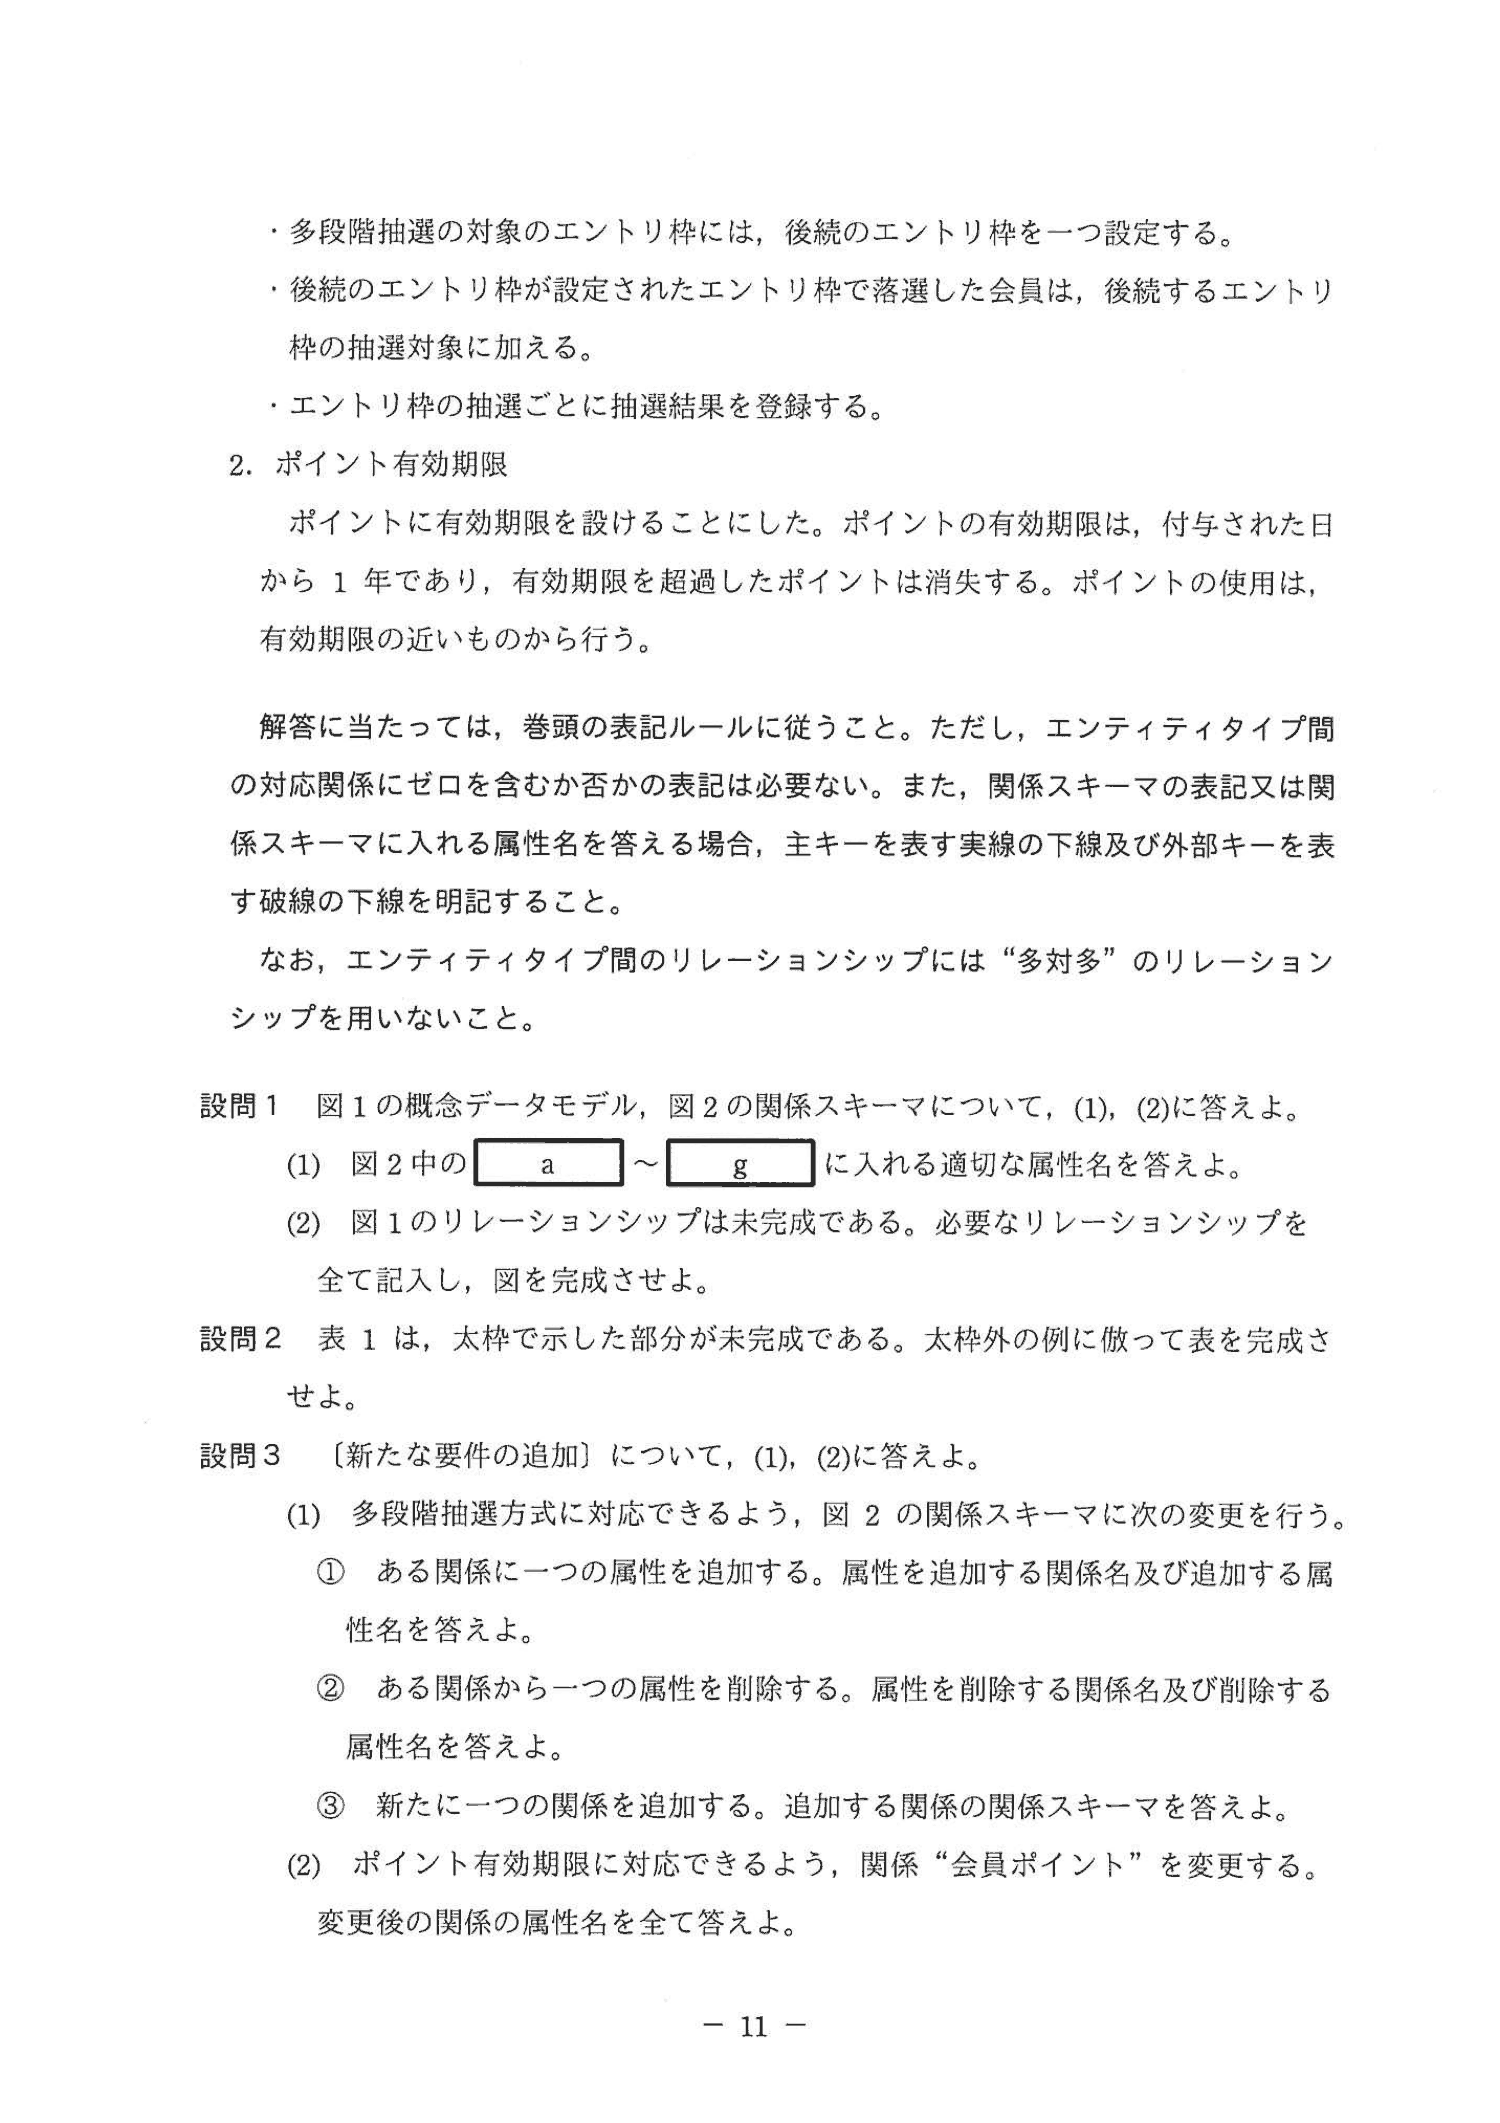 ・多段階抽選の対象のエントリ枠には，後続のエントリ枠を一つ設定する。
・後続のエントリ枠が設定されたエントリ枠で落選した会員は，後続するエントリ
枠の抽選対象に加える。
・エントリ枠の抽選ごとに抽選結果を登録する。
2. ポイント有効期限
ポイントに有効期限を設けることにした。ポイントの有効期限は，付与された日
から 1 年であり，有効期限を超過したポイントは消失する。ポイントの使用は，
有効期限の近いものから行う。
解答に当たっては，巻頭の表記ルールに従うこと。ただし，エンティティタイプ間
の対応関係にゼロを含むか否かの表記は必要ない。また，関係スキーマの表記又は関
係スキーマに入れる属性名を答える場合，主キーを表す実線の下線及び外部キーを表
す破線の下線を明記すること。
なお，エンティティタイプ間のリレーションシップには“多対多”のリレーション
シップを用いないこと。
設問1 図1の概念データモデル，図2の関係スキーマについて，(1)，(2)に答えよ。
(1) 図2中の a ～ g に入れる適切な属性名を答えよ。
(2) 図1のリレーションシップは未完成である。必要なリレーションシップを
全て記入し，図を完成させよ。
設問2 表 1 は，太枠で示した部分が未完成である。太枠外の例に倣って表を完成さ
せよ。
設問3 〔新たな要件の追加〕について，(1)，(2)に答えよ。
(1) 多段階抽選方式に対応できるよう，図 2 の関係スキーマに次の変更を行う。
① ある関係に一つの属性を追加する。属性を追加する関係名及び追加する属
性名を答えよ。
② ある関係から一つの属性を削除する。属性を削除する関係名及び削除する
属性名を答えよ。
③ 新たに一つの関係を追加する。追加する関係の関係スキーマを答えよ。
(2) ポイント有効期限に対応できるよう，関係“会員ポイント”を変更する。
変更後の関係の属性名を全て答えよ。
－ 11 －